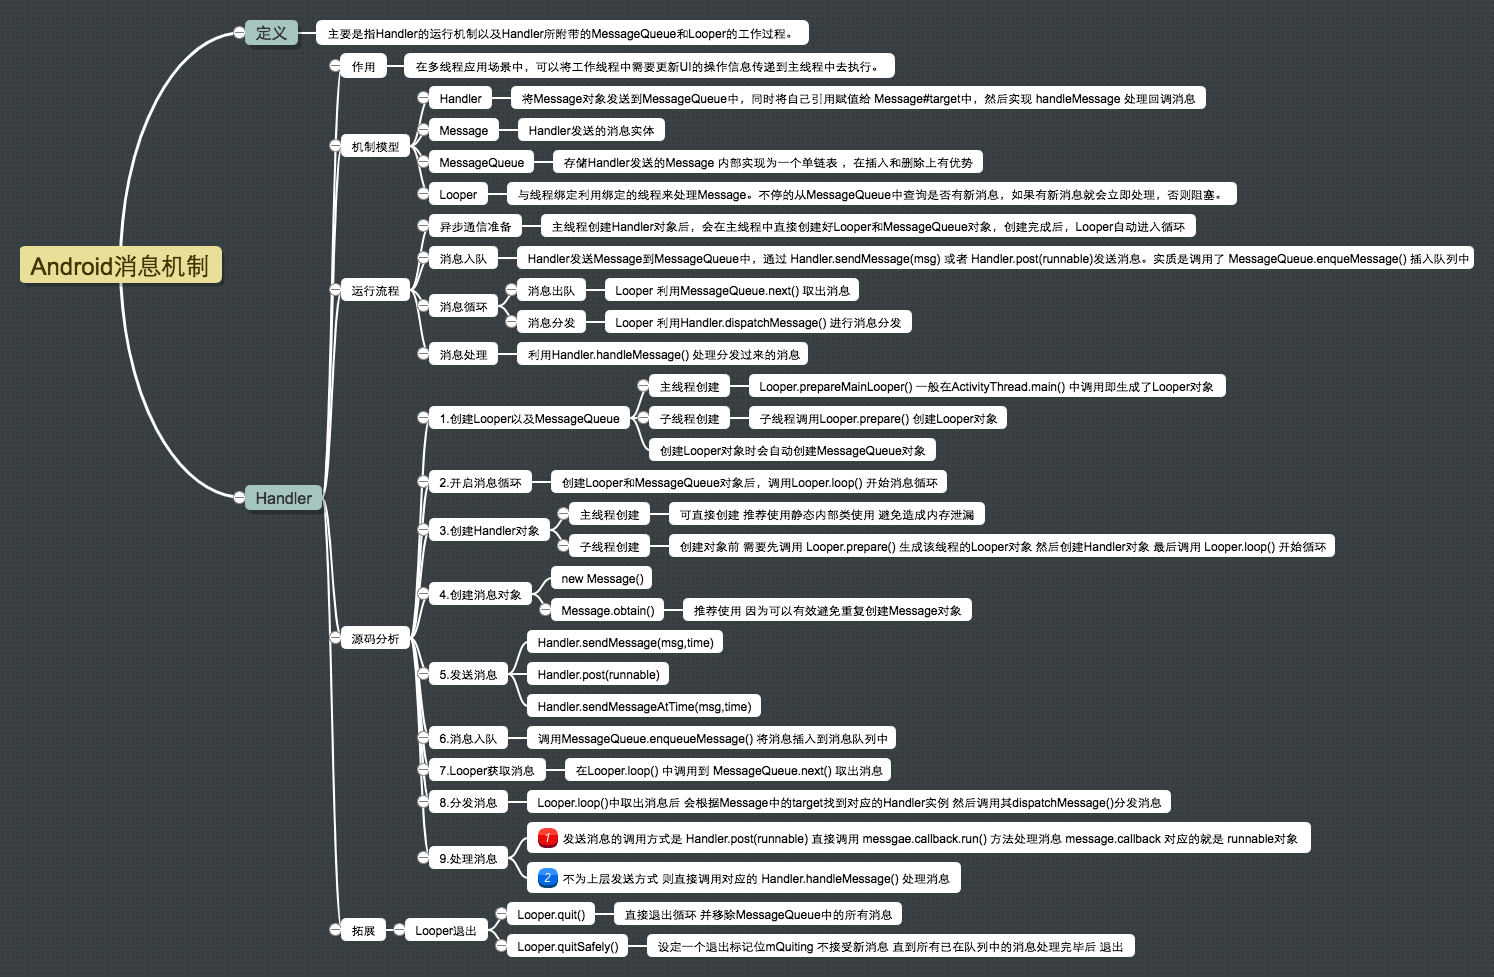 定义
主要是指Handler的运行机制以及Handler所附带的MessageQueue和Looper的工作过程。
作用
在多线程应用场景中，可以将工作线程中需要更新UI的操作信息传递到主线程中去执行。
Handler
将Message对象发送到MessageQueue中，同时将自己引用赋值给 Message#target中，然后实现 handleMessage 处理回调消息
Message
Handler发送的消息实体
机制模型
MessageQueue
存储Handler发送的Message 内部实现为一个单链表 ，在插入和删除上有优势
Looper
与线程绑定利用绑定的线程来处理Message。不停的从MessageQueue中查询是否有新消息，如果有新消息就会立即处理，否则阻塞。
异步通信准备
主线程创建Handler对象后，会在主线程中直接创建好Looper和MessageQueue对象，创建完成后，Looper自动进入循环
Android消息机制
消息入队
Handler发送Message到MessageQueue中，通过 Handler.sendMessage(msg) 或者 Handler.post(runnable)发送消息。实质是调用了 MessageQueue.enqueMessage() 插入队列中
运行流程
消息循环
消息出队
Looper 利用MessageQueue.next() 取出消息
消息分发
Looper 利用Handler.dispatchMessage() 进行消息分发
消息处理
利用Handler.handleMessage() 处理分发过来的消息
1.创建Looper以及MessageQueue
主线程创建
Looper.prepareMainLooper() 一般在ActivityThread.main() 中调用即生成了Looper对象
子线程创建
子线程调用Looper.prepare() 创建Looper对象
创建Looper对象时会自动创建MessageQueue对象
2.开启消息循环
创建Looper和MessageQueue对象后，调用Looper.loop() 开始消息循环
Handler
3.创建Handler对象
主线程创建
可直接创建 推荐使用静态内部类使用 避免造成内存泄漏
子线程创建
创建对象前 需要先调用 Looper.prepare() 生成该线程的Looper对象 然后创建Handler对象 最后调用 Looper.loop() 开始循环
4.创建消息对象
new Message()
Message.obtain()
推荐使用 因为可以有效避免重复创建Message对象
源码分析
5.发送消息
Handler.sendMessage(msg,time)
Handler.post(runnable)
Handler.sendMessageAtTime(msg,time)
6.消息入队
调用MessageQueue.enqueueMessage() 将消息插入到消息队列中
7.Looper获取消息
在Looper.loop() 中调用到 MessageQueue.next() 取出消息
8.分发消息
Looper.loop()中取出消息后 会根据Message中的target找到对应的Handler实例 然后调用其dispatchMessage()分发消息
9.处理消息
1 发送消息的调用方式是 Handler.post(runnable) 直接调用 messgae.callback.run() 方法处理消息 message.callback 对应的就是 runnable对象
2 不为上层发送方式 则直接调用对应的 Handler.handleMessage() 处理消息
拓展
Looper退出
Looper.quit()
直接退出循环 并移除MessageQueue中的所有消息
Looper.quitSafely()
设定一个退出标记位mQuiting 不接受新消息 直到所有已在队列中的消息处理完毕后 退出